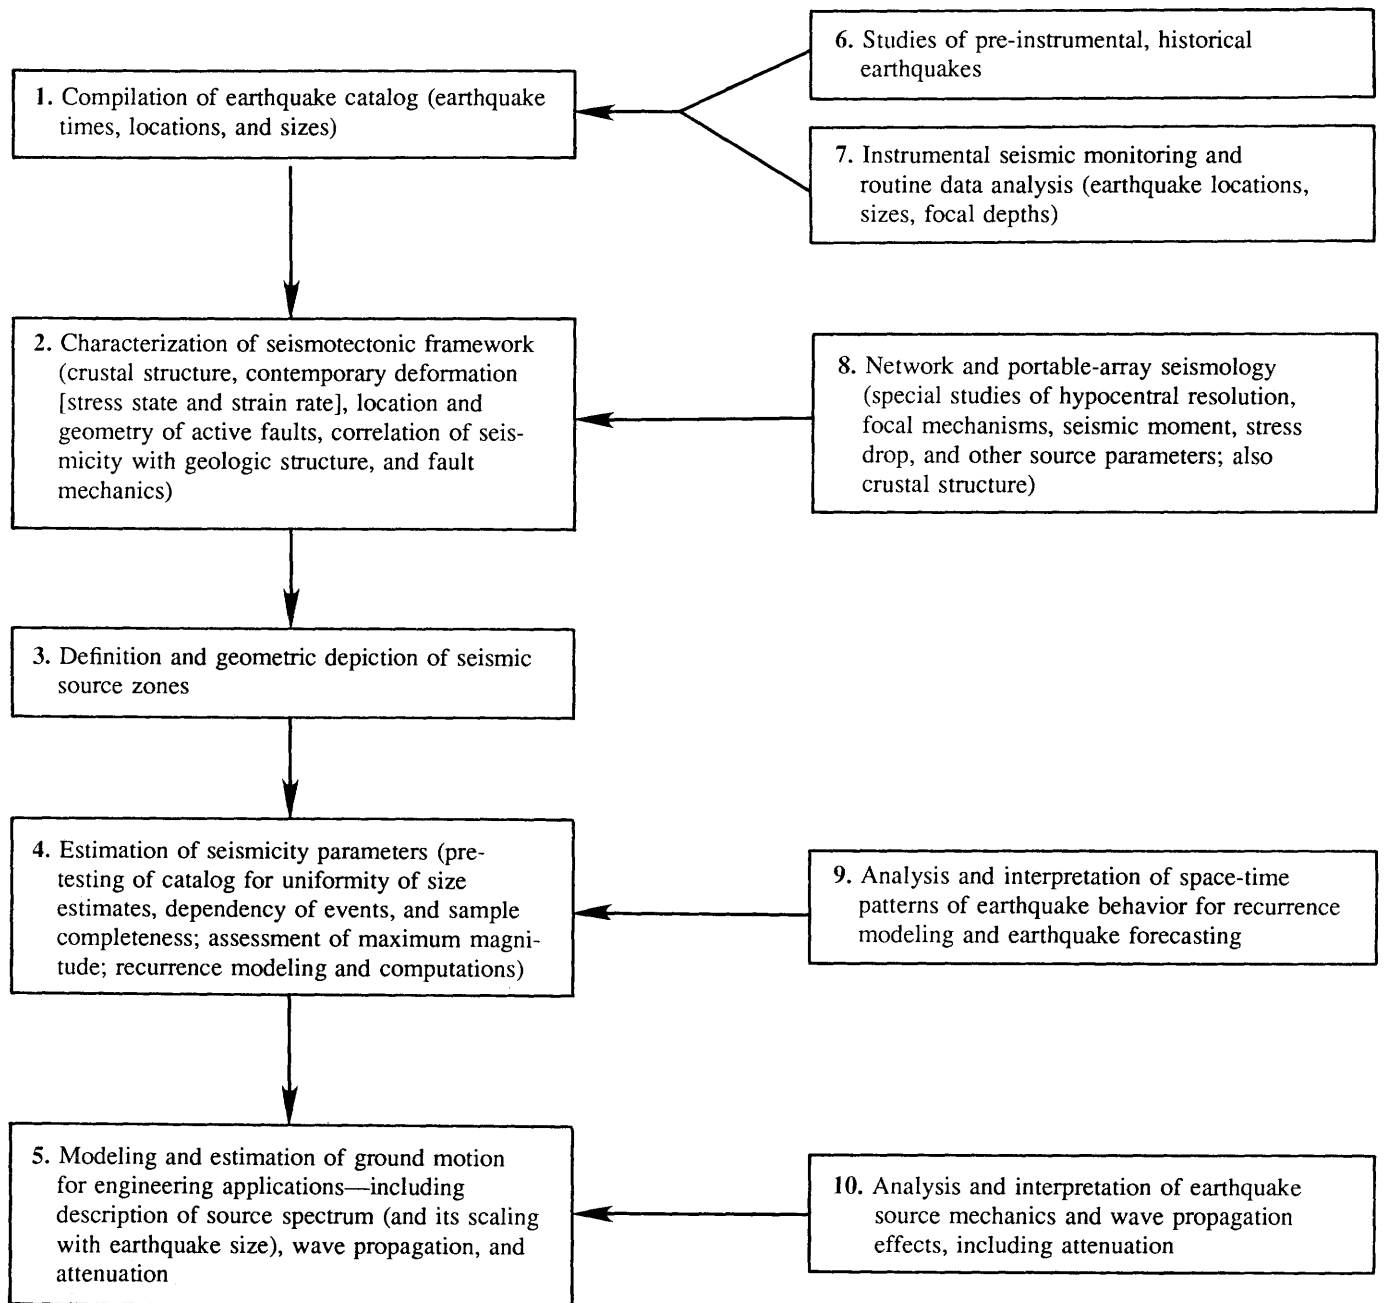 1. Compilation of earthquake catalog (earthquake
times, locations, and sizes)
6. Studies of pre-instrumental, historical
earthquakes
7. Instrumental seismic monitoring and
routine data analysis (earthquake locations,
sizes, focal depths)
2. Characterization of seismotectonic framework
(crustal structure, contemporary deformation
[stress state and strain rate], location and
geometry of active faults, correlation of seis-
micity with geologic structure, and fault
mechanics)
8. Network and portable-array seismology
(special studies of hypocentral resolution,
focal mechanisms, seismic moment, stress
drop, and other source parameters; also
crustal structure)
3. Definition and geometric depiction of seismic
source zones
4. Estimation of seismicity parameters (pre-
testing of catalog for uniformity of size
estimates, dependency of events, and sample
completeness; assessment of maximum magni-
tude; recurrence modeling and computations)
9. Analysis and interpretation of space-time
patterns of earthquake behavior for recurrence
modeling and earthquake forecasting
5. Modeling and estimation of ground motion
for engineering applications—including
description of source spectrum (and its scaling
with earthquake size), wave propagation, and
attenuation
10. Analysis and interpretation of earthquake
source mechanics and wave propagation
effects, including attenuation